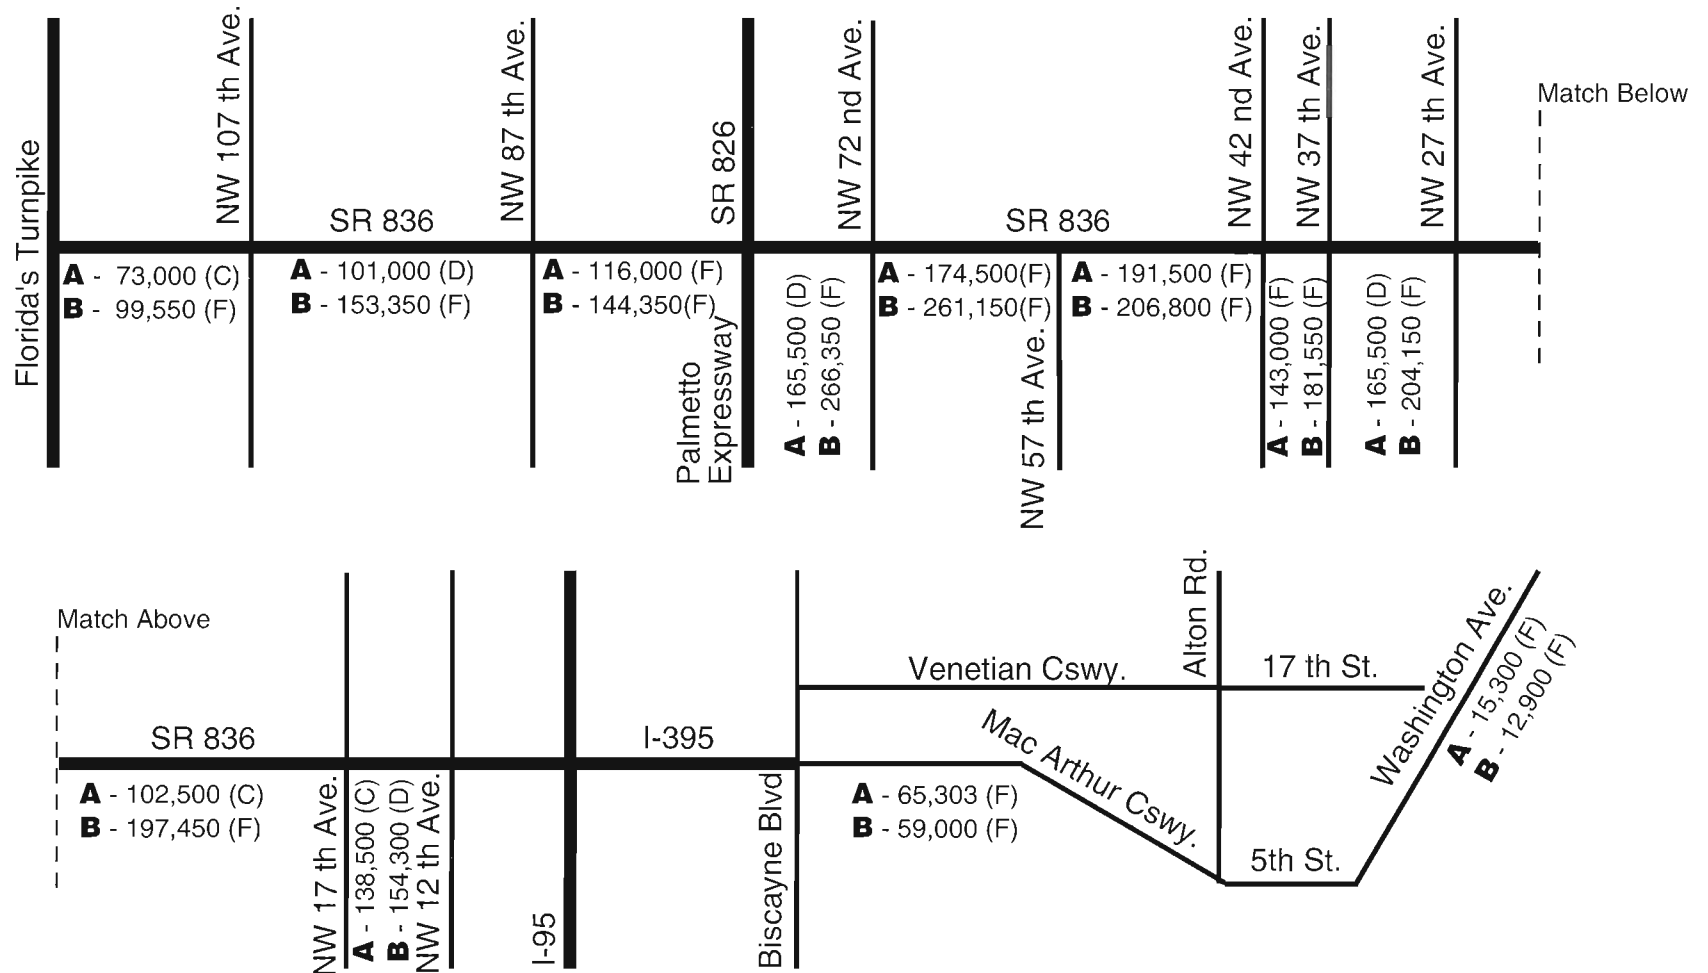 Florida's Turnpike
NW 107 th Ave.
NW 87 th Ave.
SR 826
NW 72 nd Ave.
NW 42 nd Ave.
NW 37 th Ave.
NW 27 th Ave.
Match Below
SR 836
SR 836
A - 73,000 (C)
B - 99,550 (F)
A - 101,000 (D)
B - 153,350 (F)
A - 116,000 (F)
B - 144,350(F)
Palmetto
Expressway
A - 165,500 (D)
B - 266,350 (F)
A - 174,500(F)
B - 261,150(F)
NW 57 th Ave.
A - 191,500 (F)
B - 206,800 (F)
A - 143,000 (F)
B - 181,550 (F)
A - 165,500 (D)
B - 204,150 (F)
Match Above
SR 836
A - 102,500 (C)
B - 197,450 (F)
NW 17 th Ave.
A - 138,500 (C)
B - 154,300 (D)
NW 12 th Ave.
I-95
I-395
Biscayne Blvd
Venetian Cswy.
Mac Arthur Cswy.
A - 65,303 (F)
B - 59,000 (F)
Alton Rd.
17 th St.
5th St.
Washington Ave.
A - 15,300 (F)
B - 12,900 (F)